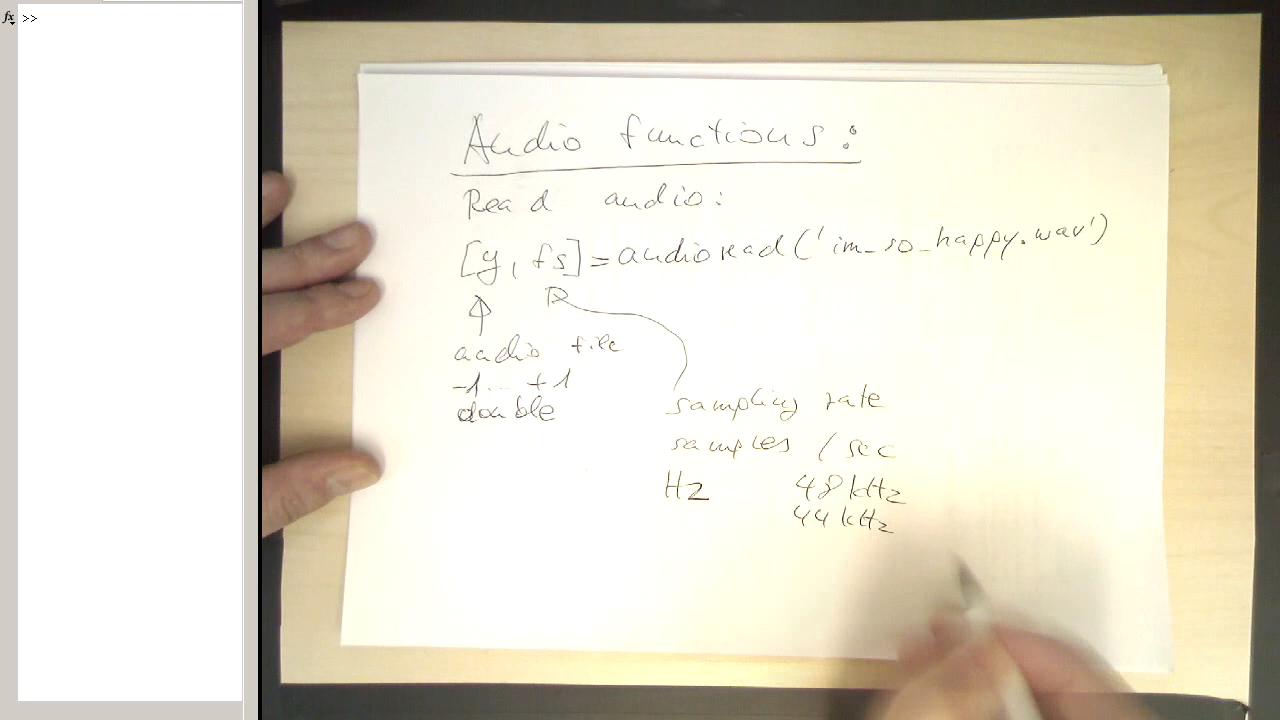 fx >>
Audio functions:
Read audio:
[y, fs] = audioread('im_so_happy.wav')
audio file
-1... +1
double
sampling rate
samples / sec
Hz 48 kHz
44 kHz